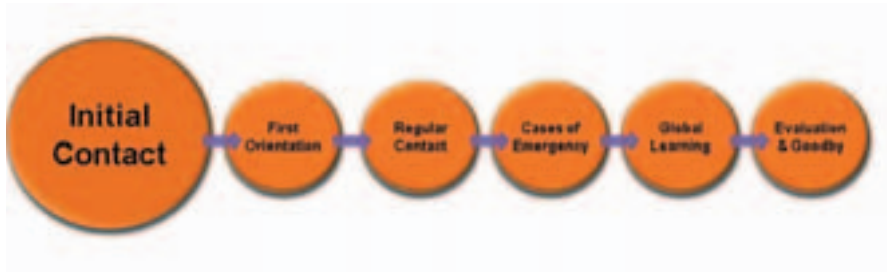 Initial
Contact
First
Orientation
Regular
Contact
Cases of
Emergency
Global
Learning
Evaluation
& Goodby